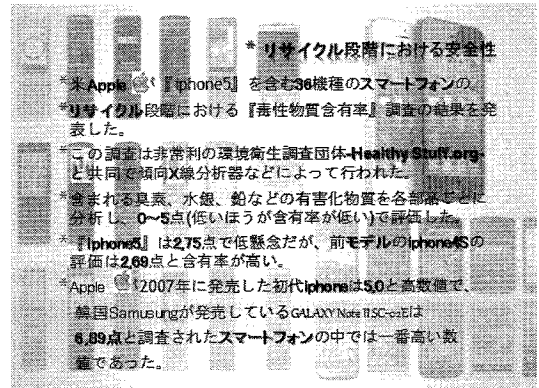 * リサイクル段階における安全性
*米Apple が『iphone5』を含む36機種のスマートフォンの、
*リサイクル段階における『毒性物質含有率』調査の結果を発
表した。
*この調査は非常利の環境衛生調査団体-Healthy Stuff.org-
と共同で傾向X線分析器などによって行われた。
*含まれる臭素、水銀、鉛などの有害化物質を各部品ごとに
分析し、0~5点(低いほうが含有率が低い)で評価した。
*『Iphone5』は2,75点で低懸念だが、前モデルのiphone4Sの
評価は2,69点と含有率が高い。
*Apple が2007年に発売した初代iphoneは5,0と高数値で、
韓国Samusungが発売しているGALAXY Note II SC-02Eは
6,89点と調査されたスマートフォンの中では一番高い数
値であった。